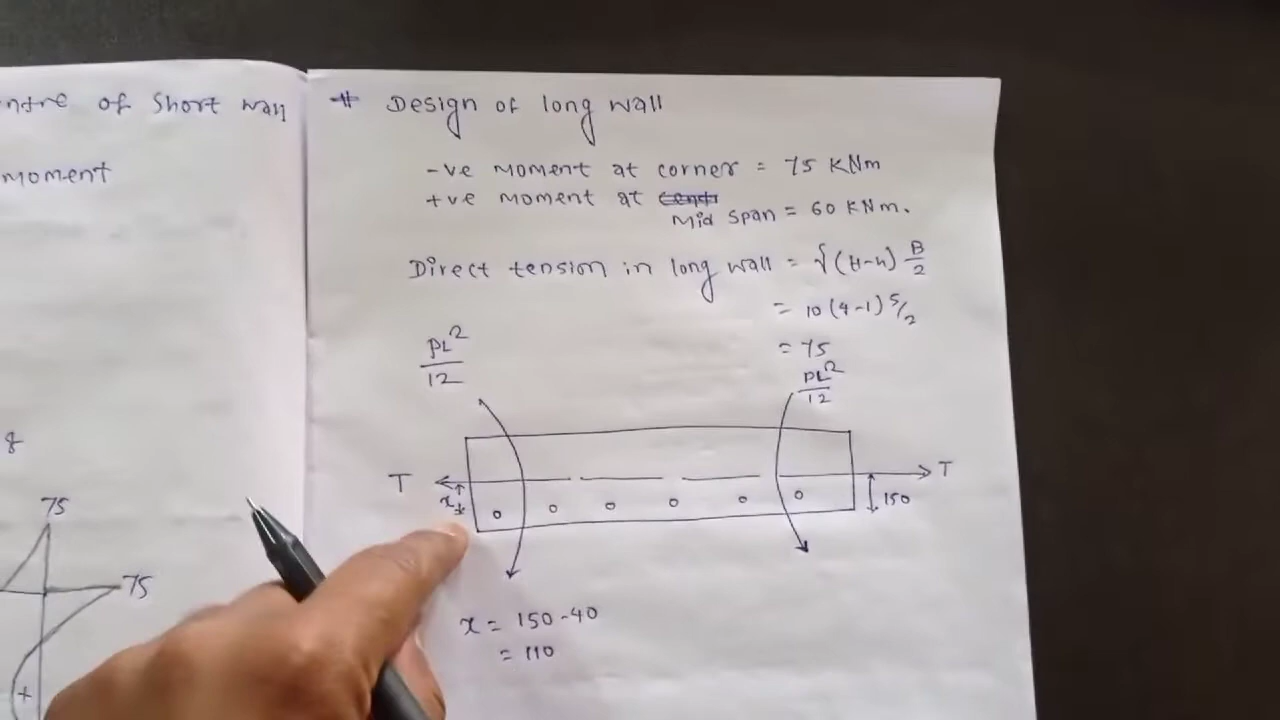 ntre of short wall
moment
75
75
+
# Design of long wall
-ve moment at corner = 75 KNm
+ve moment at
Mid span = 60 KNm.
Direct tension in long wall = γ(H-h) B/2
= 10(4-1) 5/2
= 75
PL²/12
PL²/12
T
T
x
150
x = 150-40
= 110